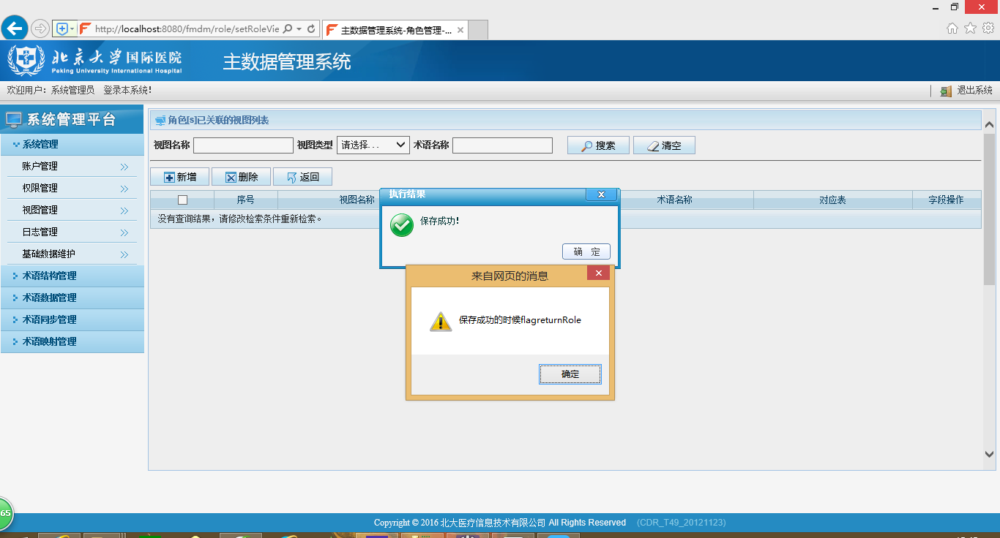 http://localhost:8080/fmdm/role/setRoleVie
主数据管理系统-角色管理-...
北京大学国际医院
Peking University International Hospital
主数据管理系统
欢迎用户：系统管理员 登录本系统！
退出系统
系统管理平台
角色[s]已关联的视图列表
系统管理
视图名称 视图类型 请选择... 术语名称 搜索 清空
账户管理
权限管理
视图管理
日志管理
基础数据维护
术语结构管理
术语数据管理
术语同步管理
术语映射管理
新增 删除 返回
序号 视图名称 术语名称 对应表 字段操作
没有查询结果，请修改检索条件重新检索。
执行结果
保存成功！
确 定
来自网页的消息
保存成功的时候flagreturnRole
确定
65
Copyright © 2016 北大医疗信息技术有限公司 All Rights Reserved (CDR_T49_20121123)